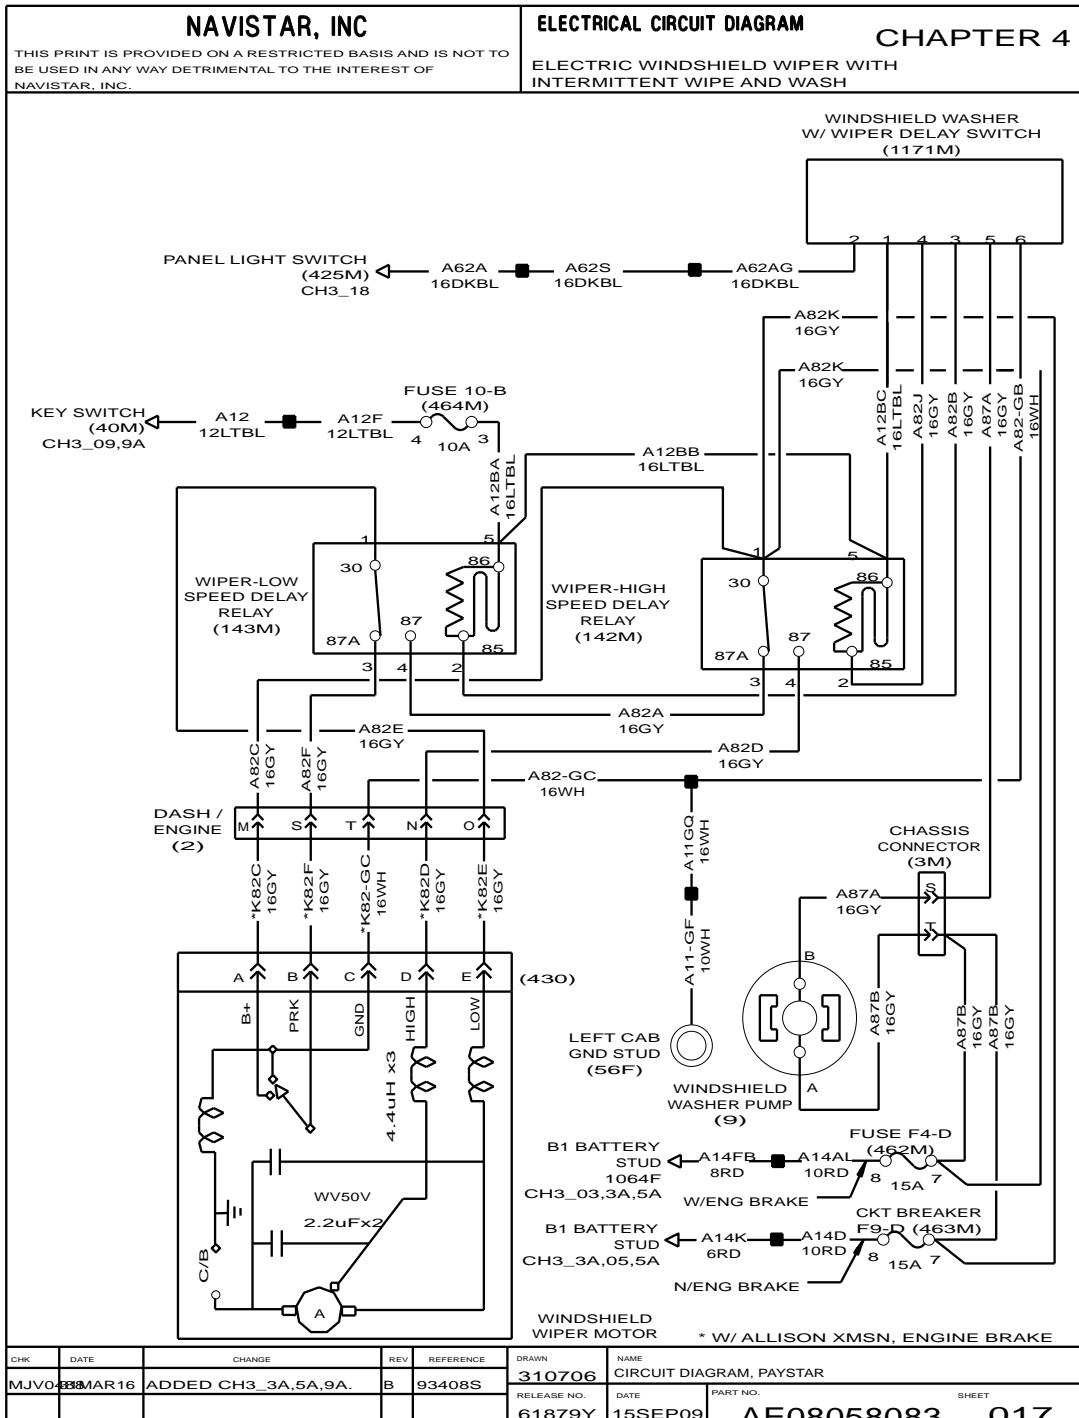 NAVISTAR, INC
THIS PRINT IS PROVIDED ON A RESTRICTED BASIS AND IS NOT TO
BE USED IN ANY WAY DETRIMENTAL TO THE INTEREST OF
NAVISTAR, INC.
ELECTRICAL CIRCUIT DIAGRAM
CHAPTER 4
ELECTRIC WINDSHIELD WIPER WITH
INTERMITTENT WIPE AND WASH
WINDSHIELD WASHER
W/ WIPER DELAY SWITCH
(1171M)
2 1 4 3 5 6
PANEL LIGHT SWITCH
(425M)
CH3_18
A62A
16DKBL
A62S
16DKBL
A62AG
16DKBL
A82K
16GY
A82K
16GY
A12BC
16LTBL
A82J
16GY
A82B
16GY
A87A
16GY
A82-GB
16WH
KEY SWITCH
(40M)
CH3_09,9A
A12
12LTBL
A12F
12LTBL
FUSE 10-B
(464M)
4 3
10A
A12BA
16LTBL
A12BB
16LTBL
WIPER-LOW
SPEED DELAY
RELAY
(143M)
1 5
30 86
87A 87 85
3 4 2
WIPER-HIGH
SPEED DELAY
RELAY
(142M)
1 5
30 86
87A 87 85
3 4 2
A82A
16GY
A82E
16GY
A82D
16GY
A82-GC
16WH
A82C
16GY
A82F
16GY
DASH /
ENGINE
(2)
M S T N O
*K82C
16GY
*K82F
16GY
*K82-GC
16WH
*K82D
16GY
*K82E
16GY
A B C D E
(430)
B+
PRK
GND
HIGH
LOW
4.4uH x3
WV50V
2.2uFx2
C/B
A
WINDSHIELD
WIPER MOTOR
A11GQ
16WH
A11-GF
10WH
LEFT CAB
GND STUD
(56F)
CHASSIS
CONNECTOR
(3M)
S
T
A87A
16GY
B
A
WINDSHIELD
WASHER PUMP
(9)
A87B
16GY
A87B
16GY
A87B
16GY
B1 BATTERY
STUD
1064F
CH3_03,3A,5A
A14FB
8RD
A14AL
10RD
FUSE F4-D
(462M)
8 7
15A
W/ENG BRAKE
B1 BATTERY
STUD
CH3_3A,05,5A
A14K
6RD
A14D
10RD
CKT BREAKER
F9-D (463M)
8 7
15A
N/ENG BRAKE
* W/ ALLISON XMSN, ENGINE BRAKE
CHK DATE CHANGE REV REFERENCE
ADDED CH3_3A,5A,9A. B 93408S
DRAWN
310706
NAME
CIRCUIT DIAGRAM, PAYSTAR
RELEASE NO.
61879Y
DATE
15SEP09
PART NO.
AE08058083
SHEET
017